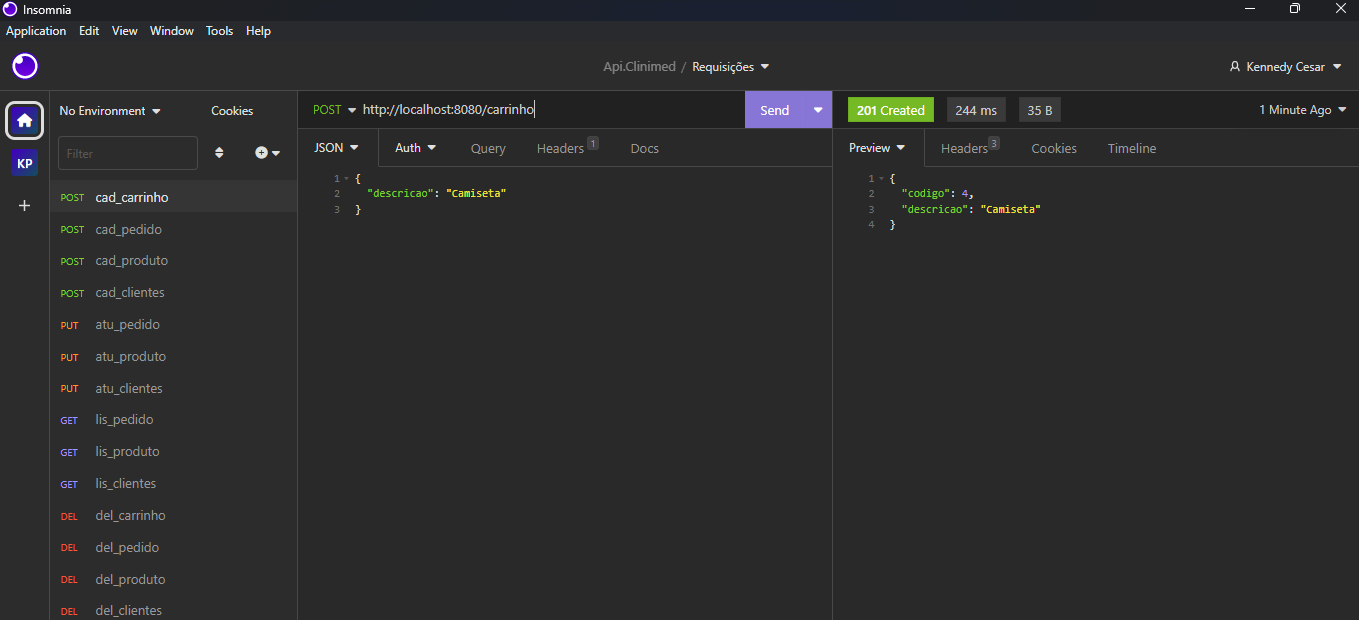 Insomnia
Application Edit View Window Tools Help
Api.Clinimed / Requisições
Kennedy Cesar
No Environment Cookies
Filter
KP
POST cad_carrinho
POST cad_pedido
POST cad_produto
POST cad_clientes
PUT atu_pedido
PUT atu_produto
PUT atu_clientes
GET lis_pedido
GET lis_produto
GET lis_clientes
DEL del_carrinho
DEL del_pedido
DEL del_produto
DEL del_clientes
POST http://localhost:8080/carrinho Send
JSON Auth Query Headers 1 Docs
1 {
2 "descricao": "Camiseta"
3 }
201 Created 244 ms 35 B 1 Minute Ago
Preview Headers 3 Cookies Timeline
1 {
2 "codigo": 4,
3 "descricao": "Camiseta"
4 }